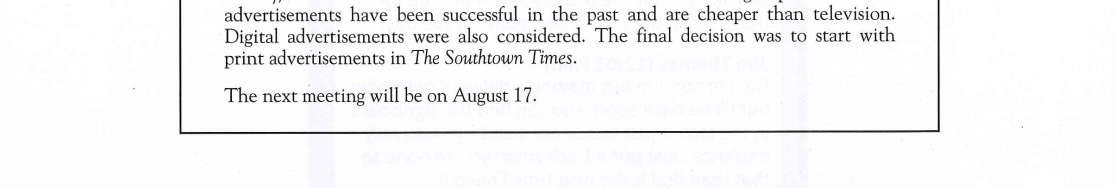 advertisements have been successful in the past and are cheaper than television.
Digital advertisements were also considered. The final decision was to start with
print advertisements in The Southtown Times.
The next meeting will be on August 17.